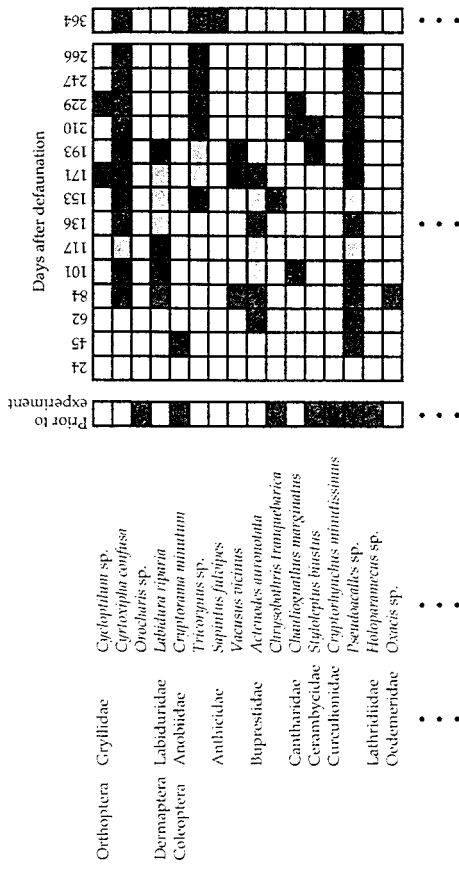 Days after defaunation
Prior to
experiment
24 45 62 84 101 117 136 153 171 193 210 229 247 266 364
Orthoptera Gryllidae Cycloptilum sp.
Cyrtoxipha confusa
Orocharis sp.
Dermaptera Labiduridae Labidura riparia
Coleoptera Anobiidae Cryptorama minutum
Tricorynus sp.
Anthicidae Sapintus fulvipes
Vacusus vicinus
Buprestidae Actenodes auronotata
Chrysobothris tranquebarica
Cantharidae Chauliognathus marginatus
Cerambycidae Styloleptus biustus
Curculionidae Cryptorhynchus minutissimus
Pseudoacalles sp.
Lathridiidae Holoparamecus sp.
Oedemeridae Oxacis sp.